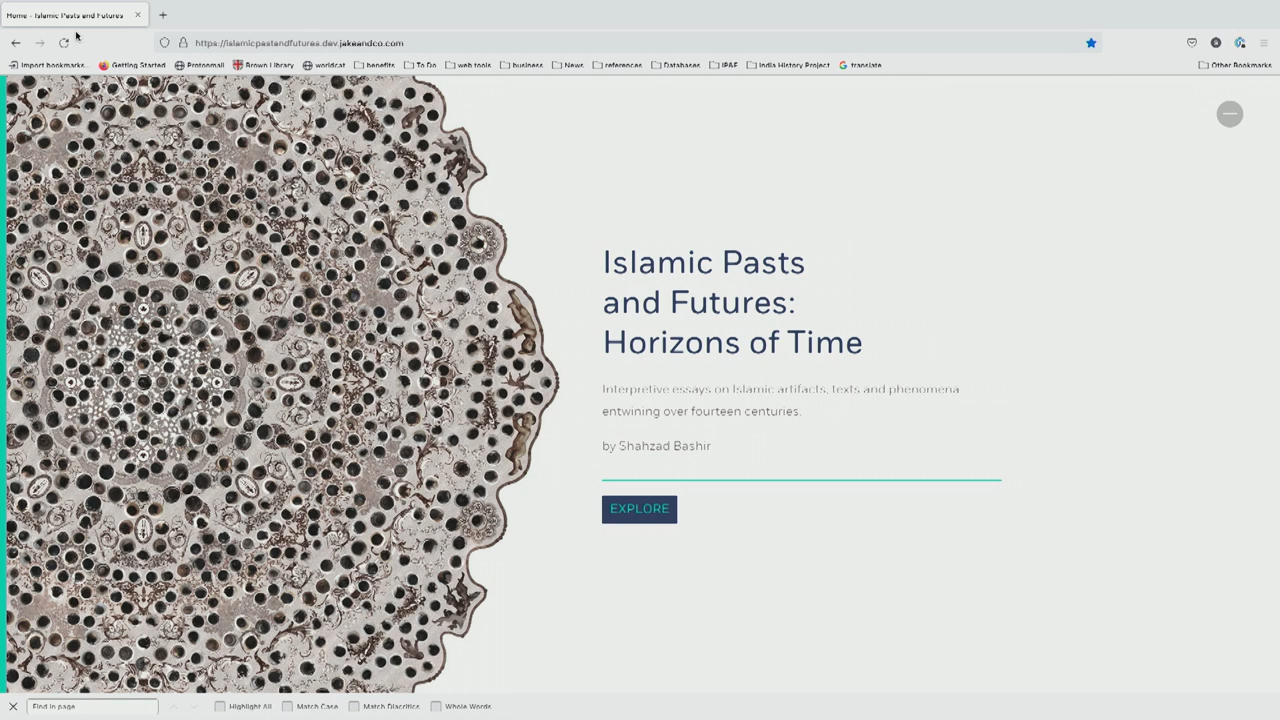 Home - Islamic Pasts and Futures
https://islamicpastandfutures.dev.jakeandco.com
Import bookmarks...
Getting Started
Protonmail
Brown Library
worldcat
benefits
To Do
web tools
business
News
references
Databases
IP&F
India History Project
translate
Other Bookmarks
Islamic Pasts
and Futures:
Horizons of Time
Interpretive essays on Islamic artifacts, texts and phenomena
entwining over fourteen centuries.
by Shahzad Bashir
EXPLORE
Find in page
Highlight All
Match Case
Match Diacritics
Whole Words